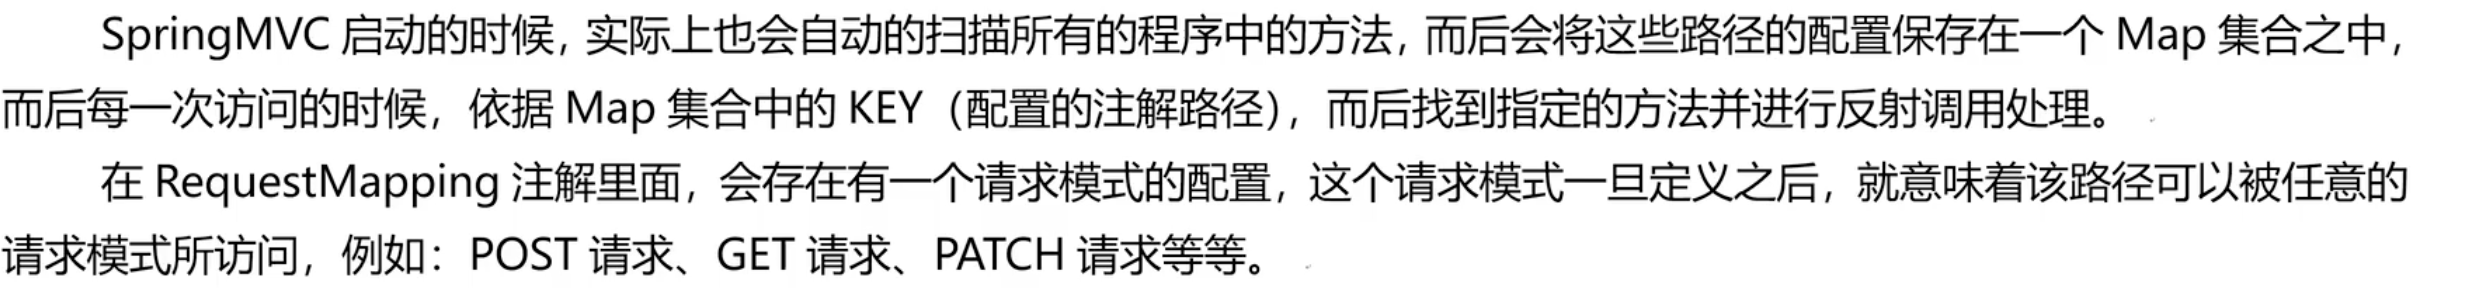 SpringMVC 启动的时候，实际上也会自动的扫描所有的程序中的方法，而后会将这些路径的配置保存在一个 Map 集合之中，
而后每一次访问的时候，依据 Map 集合中的 KEY（配置的注解路径），而后找到指定的方法并进行反射调用处理。
在 RequestMapping 注解里面，会存在有一个请求模式的配置，这个请求模式一旦定义之后，就意味着该路径可以被任意的
请求模式所访问，例如：POST 请求、GET 请求、PATCH 请求等等。